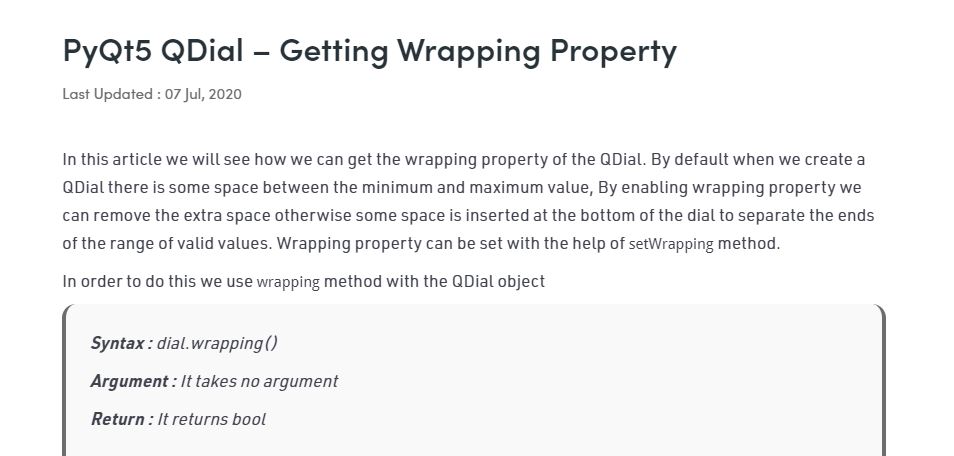 PyQt5 QDial – Getting Wrapping Property
Last Updated : 07 Jul, 2020
In this article we will see how we can get the wrapping property of the QDial. By default when we create a
QDial there is some space between the minimum and maximum value, By enabling wrapping property we
can remove the extra space otherwise some space is inserted at the bottom of the dial to separate the ends
of the range of valid values. Wrapping property can be set with the help of setWrapping method.
In order to do this we use wrapping method with the QDial object
Syntax : dial.wrapping()
Argument : It takes no argument
Return : It returns bool